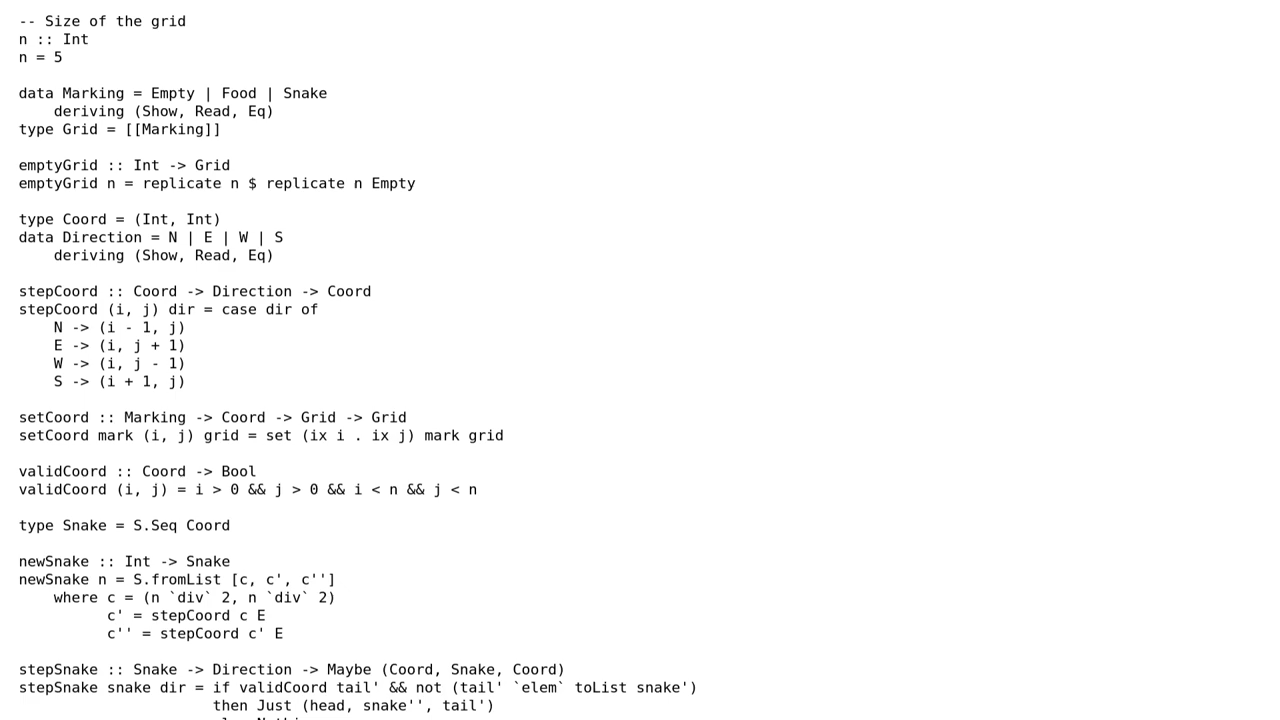 -- Size of the grid
n :: Int
n = 5

data Marking = Empty | Food | Snake
    deriving (Show, Read, Eq)
type Grid = [[Marking]]

emptyGrid :: Int -> Grid
emptyGrid n = replicate n $ replicate n Empty

type Coord = (Int, Int)
data Direction = N | E | W | S
    deriving (Show, Read, Eq)

stepCoord :: Coord -> Direction -> Coord
stepCoord (i, j) dir = case dir of
    N -> (i - 1, j)
    E -> (i, j + 1)
    W -> (i, j - 1)
    S -> (i + 1, j)

setCoord :: Marking -> Coord -> Grid -> Grid
setCoord mark (i, j) grid = set (ix i . ix j) mark grid

validCoord :: Coord -> Bool
validCoord (i, j) = i > 0 && j > 0 && i < n && j < n

type Snake = S.Seq Coord

newSnake :: Int -> Snake
newSnake n = S.fromList [c, c', c'']
    where c = (n `div` 2, n `div` 2)
          c' = stepCoord c E
          c'' = stepCoord c' E

stepSnake :: Snake -> Direction -> Maybe (Coord, Snake, Coord)
stepSnake snake dir = if validCoord tail' && not (tail' `elem` toList snake')
                      then Just (head, snake'', tail')